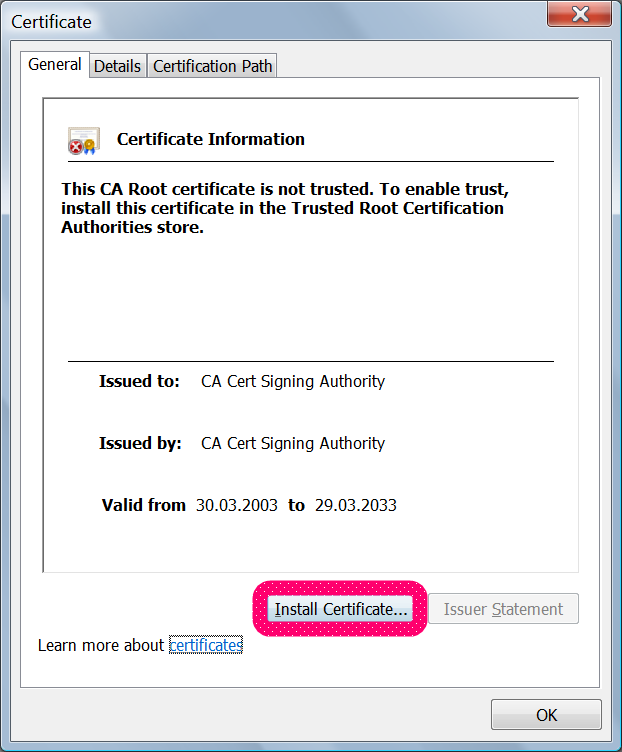 Certificate
General
Details
Certification Path
Certificate Information
This CA Root certificate is not trusted. To enable trust,
install this certificate in the Trusted Root Certification
Authorities store.
Issued to: CA Cert Signing Authority
Issued by: CA Cert Signing Authority
Valid from 30.03.2003 to 29.03.2033
Install Certificate...
Issuer Statement
Learn more about certificates
OK